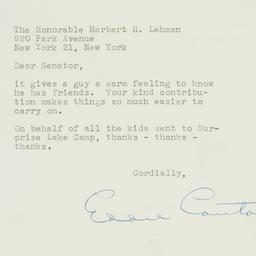 The Honorable Herbert H. Lehman
820 Park Avenue
New York 21, New York
Dear Senator,
it gives a guy a warm feeling to know
he has friends. Your kind contribu-
tion makes things so much easier to
carry on.
On behalf of all the kids sent to Sur-
prise Lake Camp, thanks - thanks -
thanks.
Cordially,
Eddie Canto